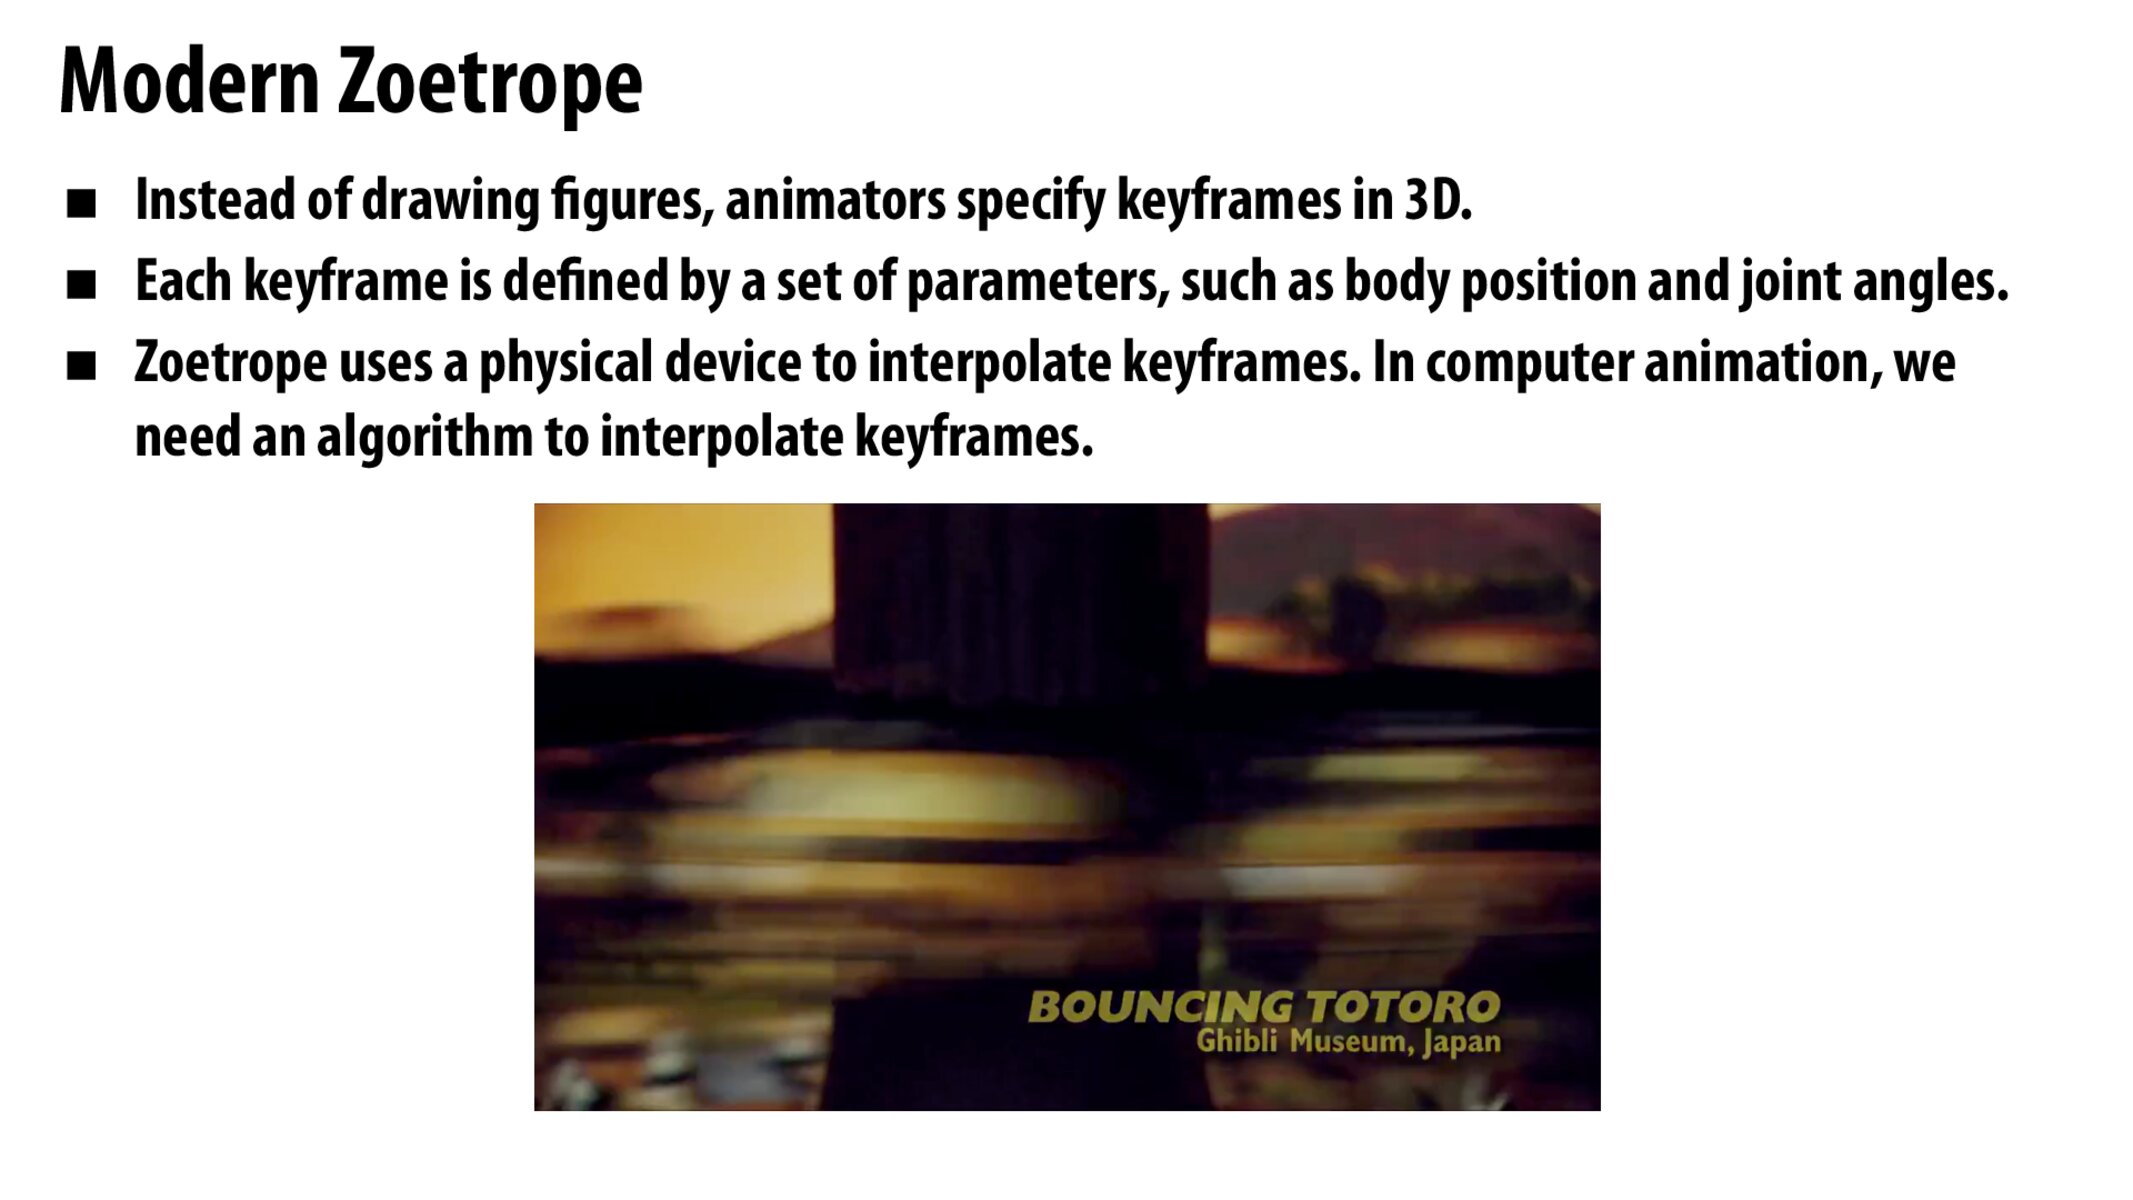 Modern Zoetrope
■ Instead of drawing figures, animators specify keyframes in 3D.
■ Each keyframe is defined by a set of parameters, such as body position and joint angles.
■ Zoetrope uses a physical device to interpolate keyframes. In computer animation, we
need an algorithm to interpolate keyframes.
BOUNCING TOTORO
Ghibli Museum, Japan